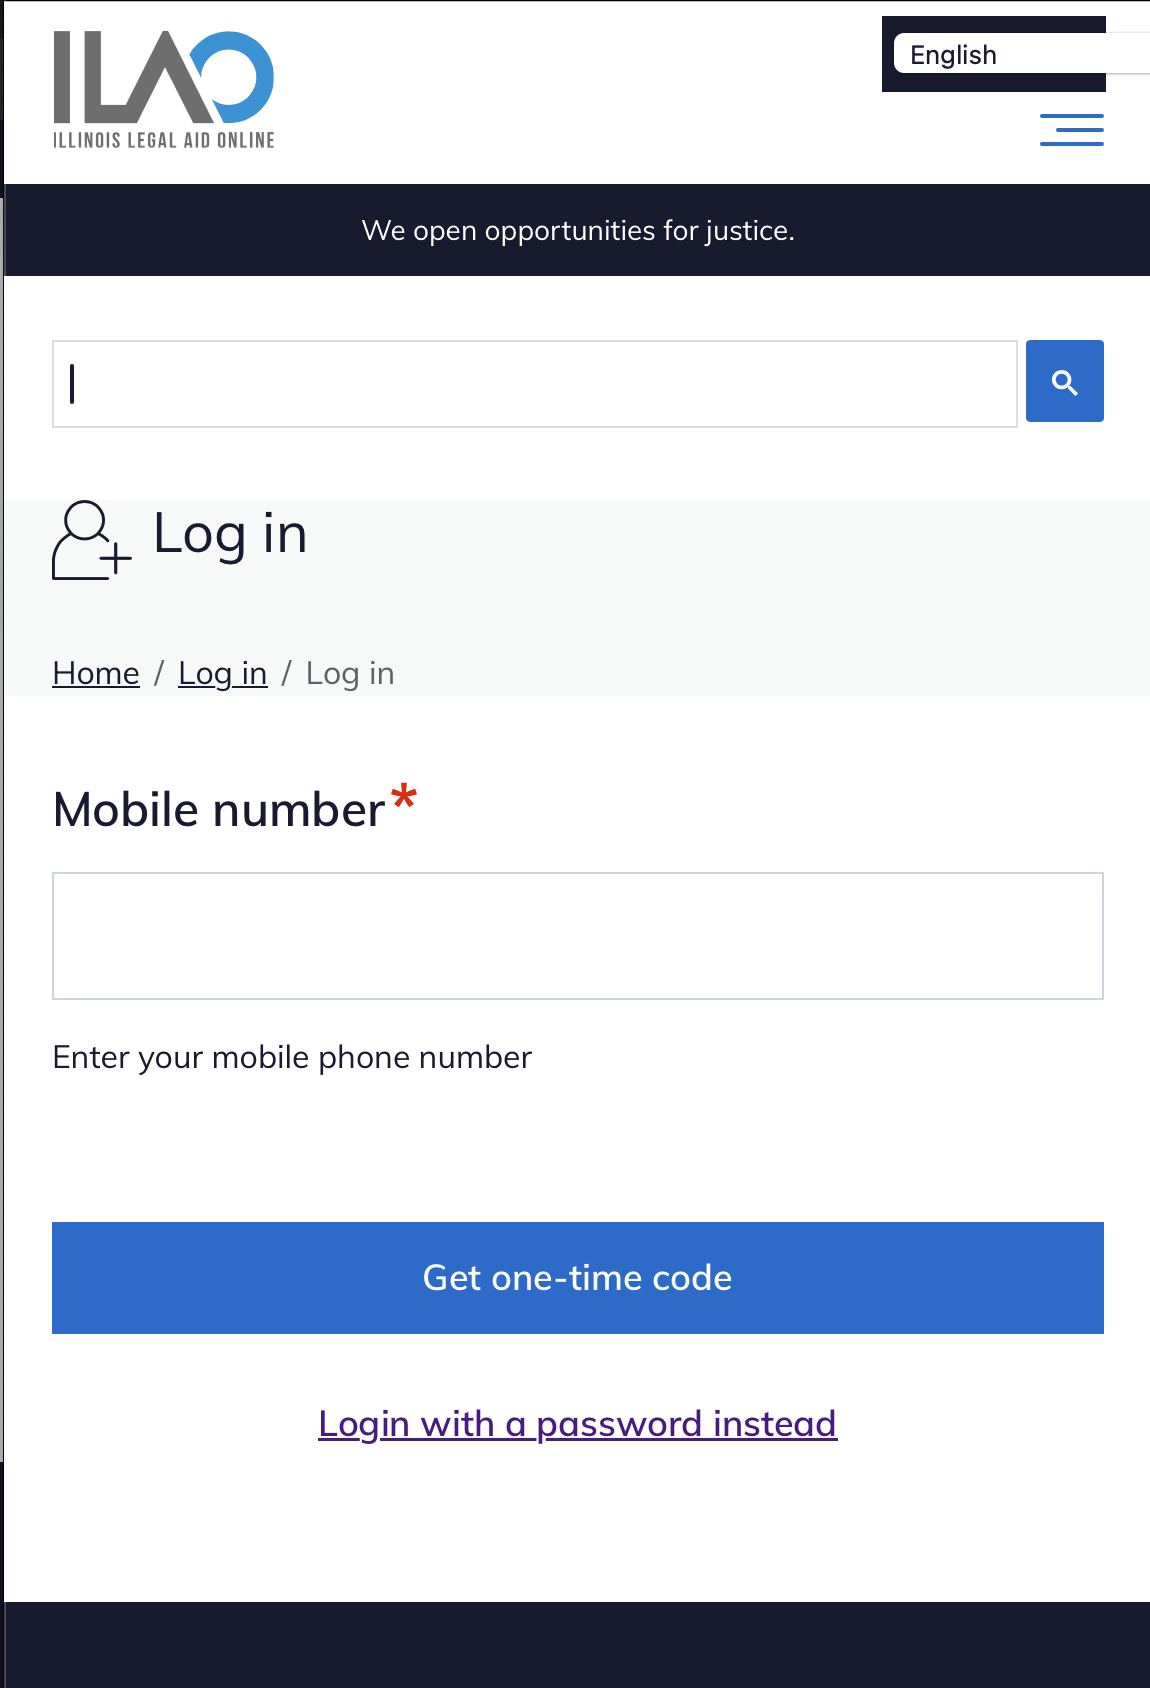 ILAO
ILLINOIS LEGAL AID ONLINE
English
We open opportunities for justice.
Log in
Home / Log in / Log in
Mobile number*
Enter your mobile phone number
Get one-time code
Login with a password instead